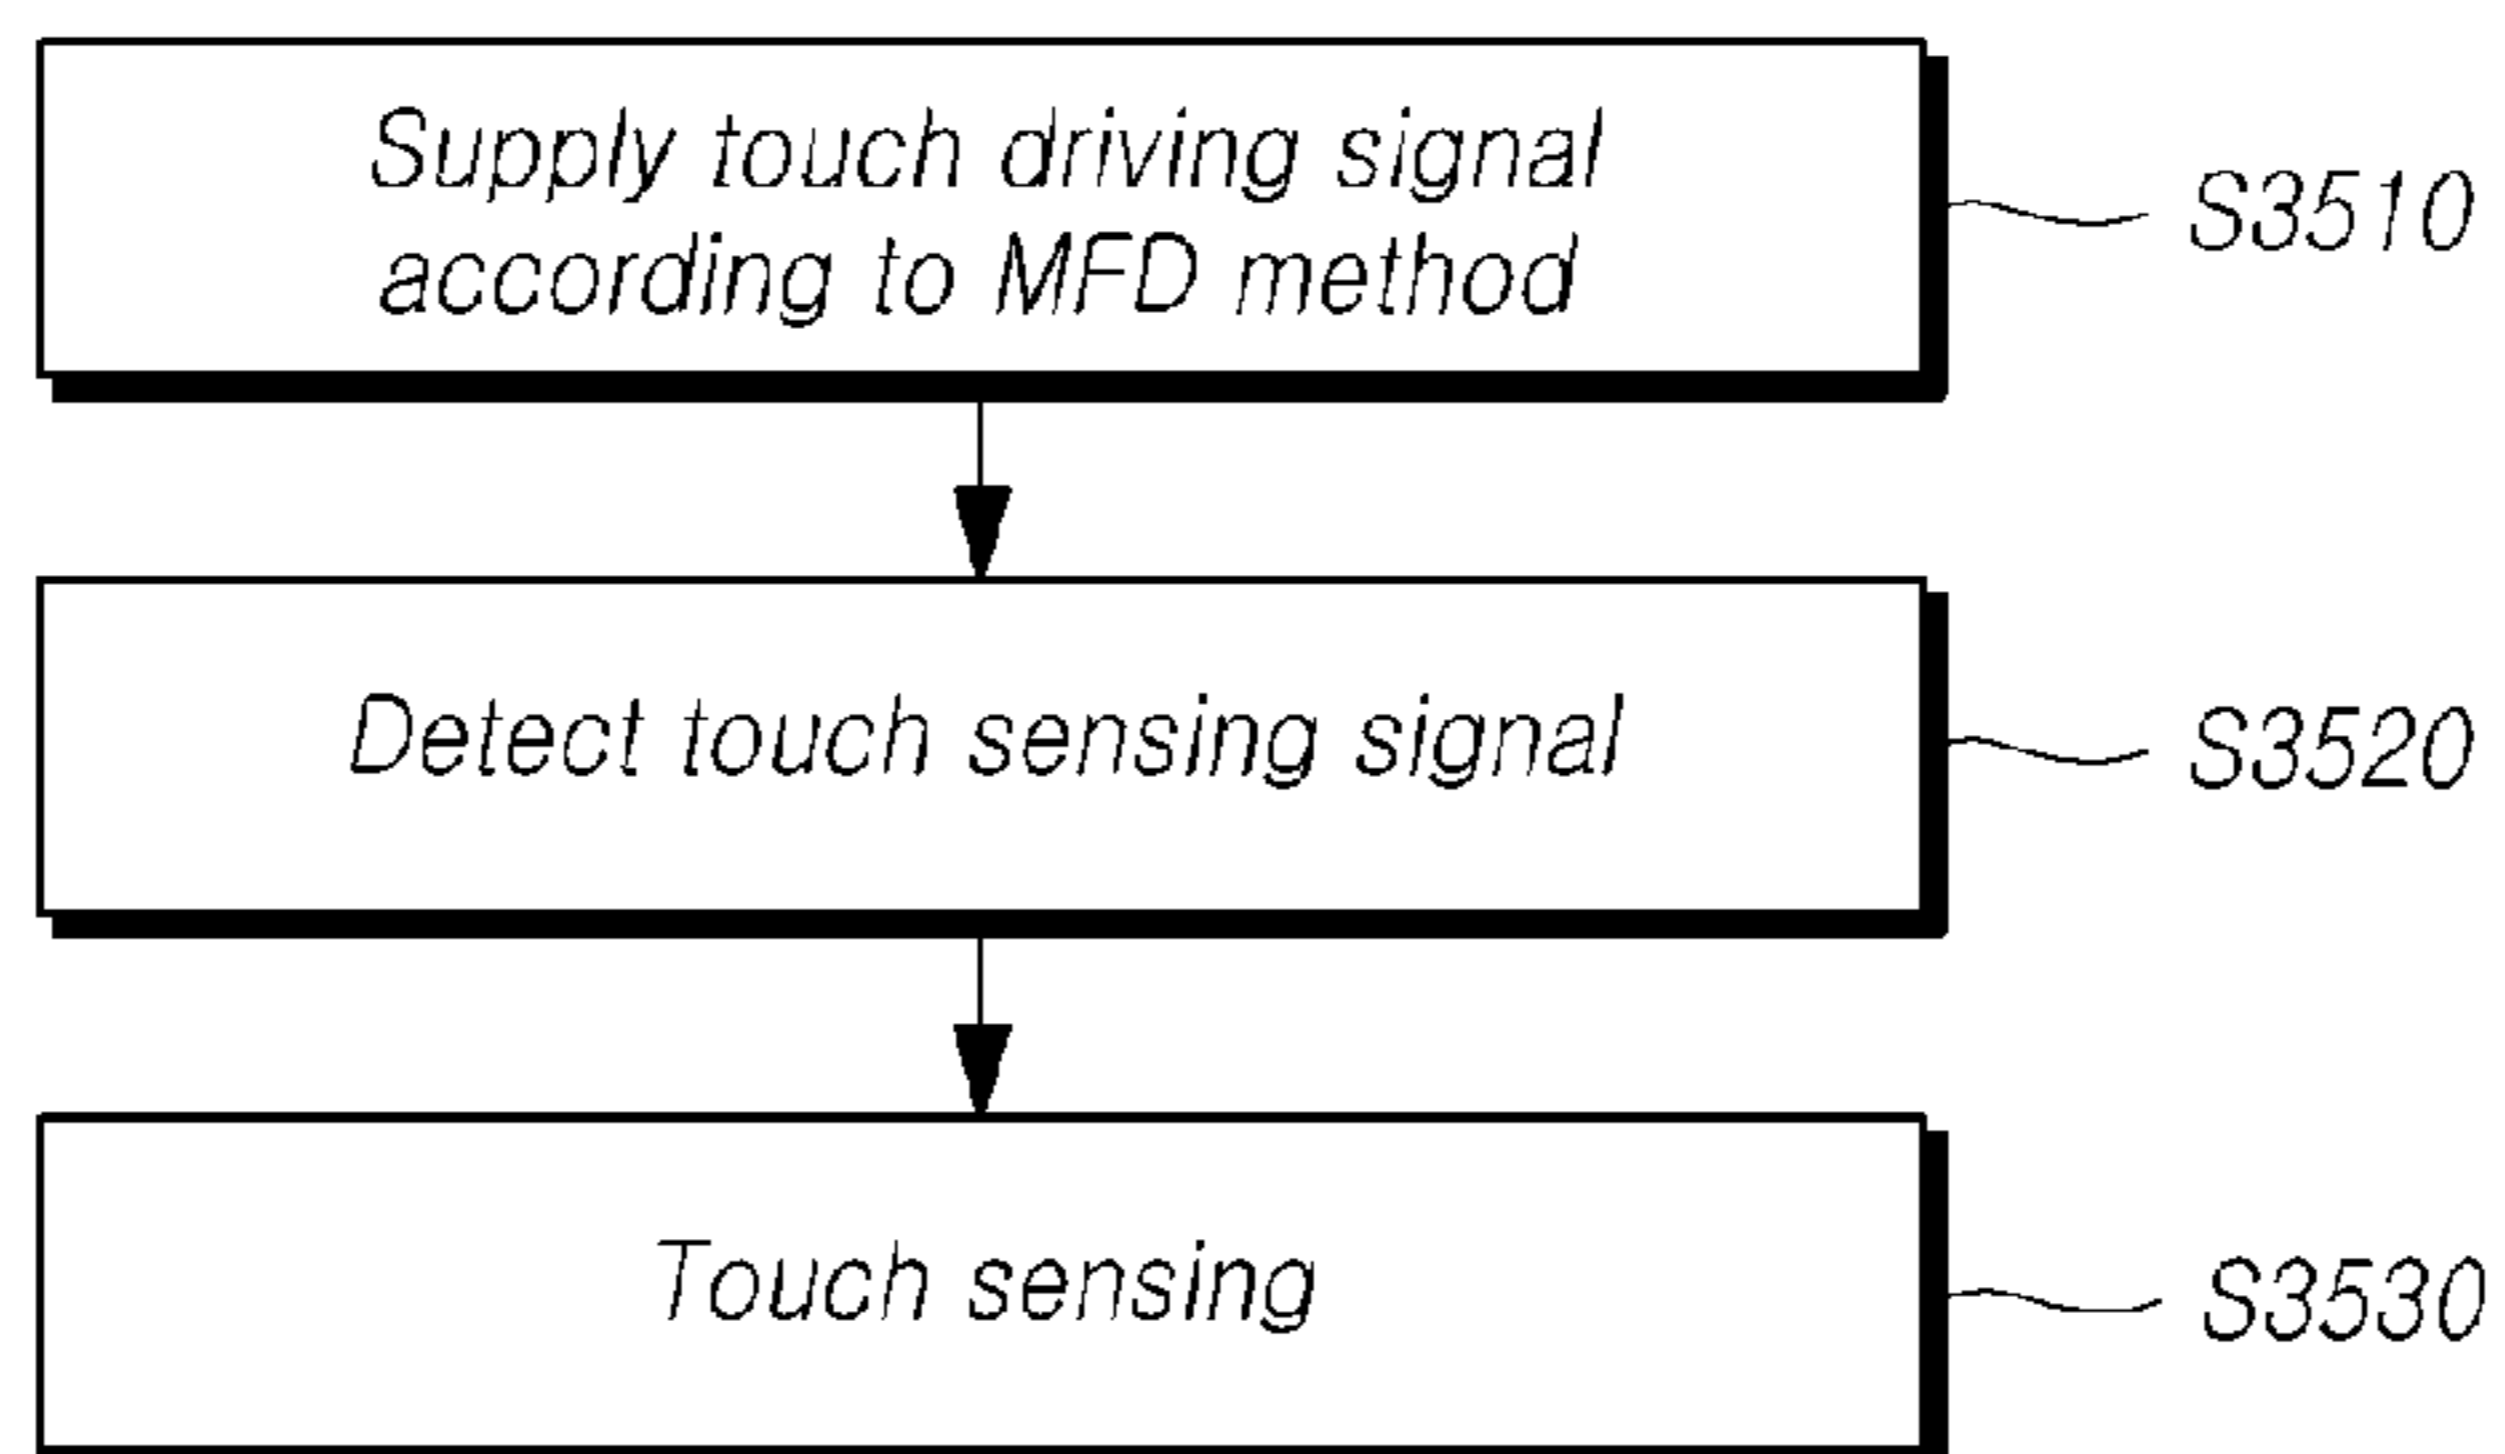 Supply touch driving signal
according to MFD method
S3510
Detect touch sensing signal
S3520
Touch sensing
S3530